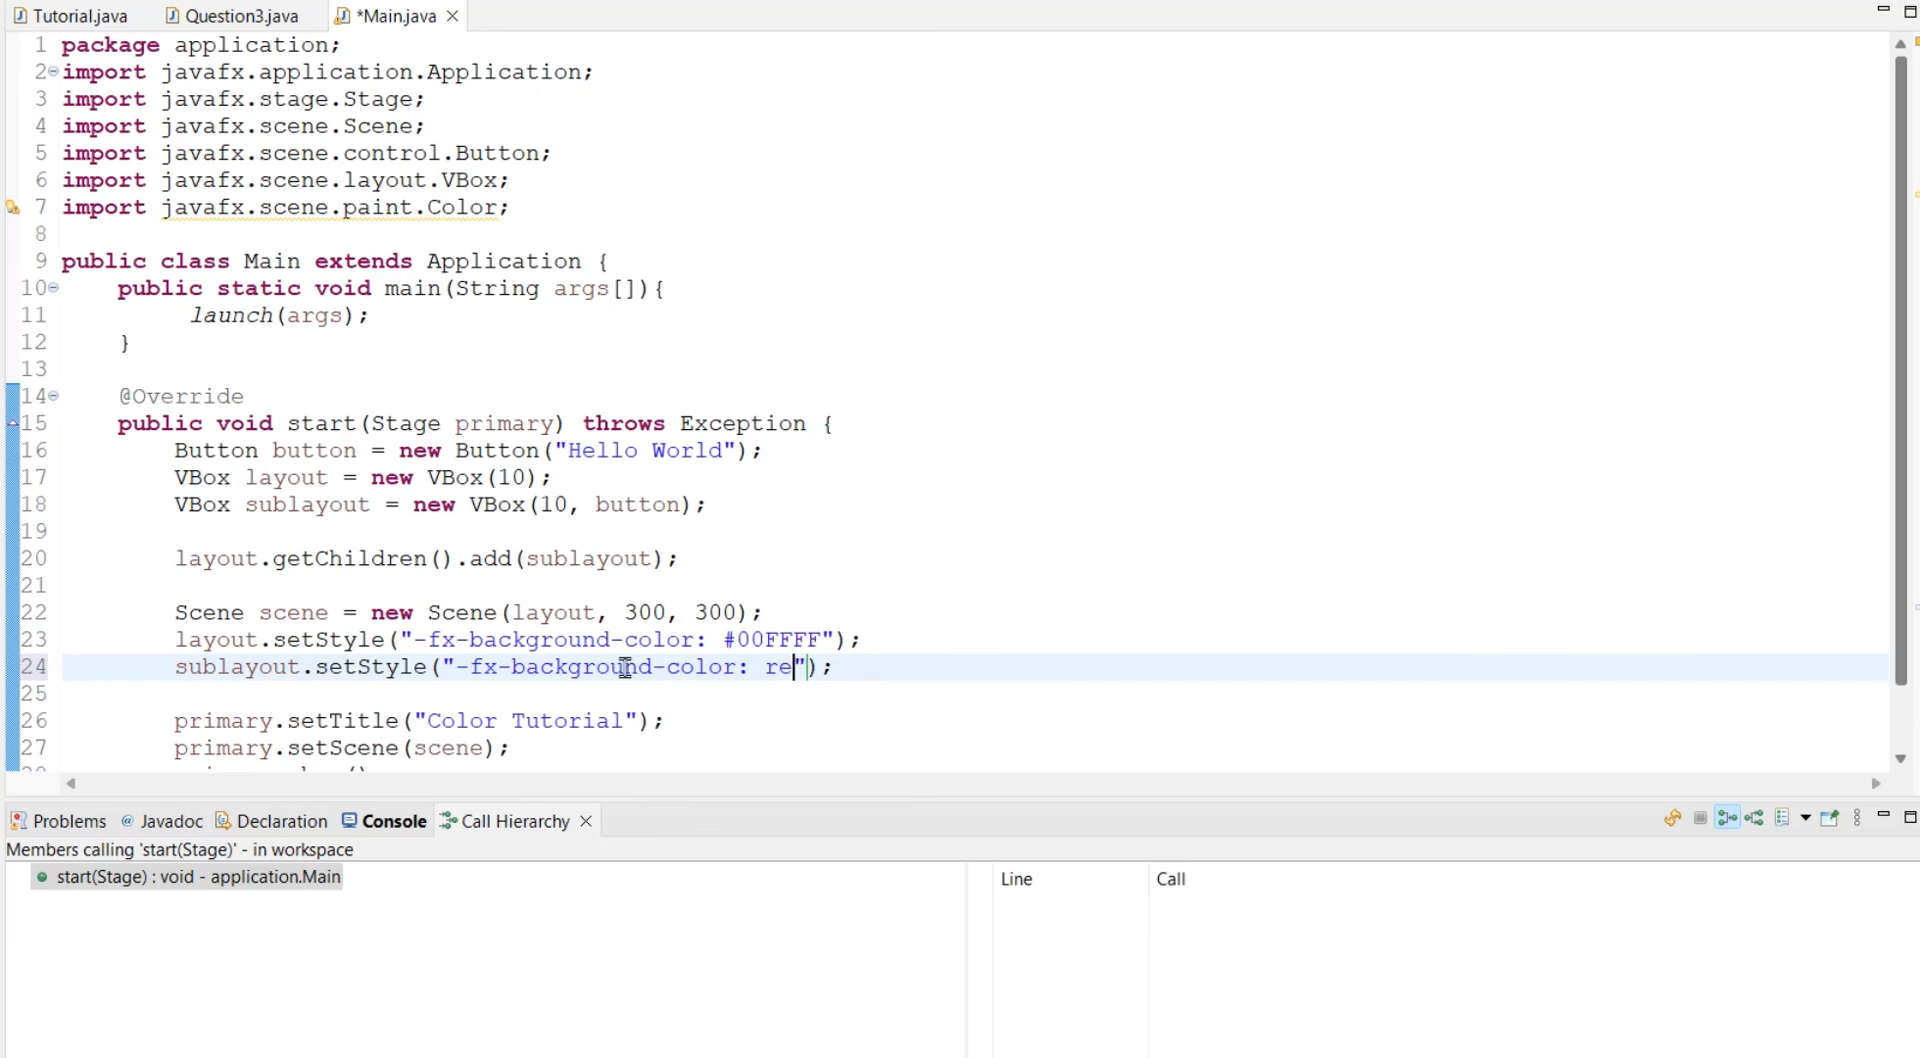 Tutorial.java Question3.java *Main.java
1 package application;
2 import javafx.application.Application;
3 import javafx.stage.Stage;
4 import javafx.scene.Scene;
5 import javafx.scene.control.Button;
6 import javafx.scene.layout.VBox;
7 import javafx.scene.paint.Color;
8
9 public class Main extends Application {
10 public static void main(String args[]){
11 launch(args);
12 }
13
14 @Override
15 public void start(Stage primary) throws Exception {
16 Button button = new Button("Hello World");
17 VBox layout = new VBox(10);
18 VBox sublayout = new VBox(10, button);
19
20 layout.getChildren().add(sublayout);
21
22 Scene scene = new Scene(layout, 300, 300);
23 layout.setStyle("-fx-background-color: #00FFFF");
24 sublayout.setStyle("-fx-background-color: re");
25
26 primary.setTitle("Color Tutorial");
27 primary.setScene(scene);
Problems @ Javadoc Declaration Console Call Hierarchy
Members calling 'start(Stage)' - in workspace
start(Stage) : void - application.Main
Line Call